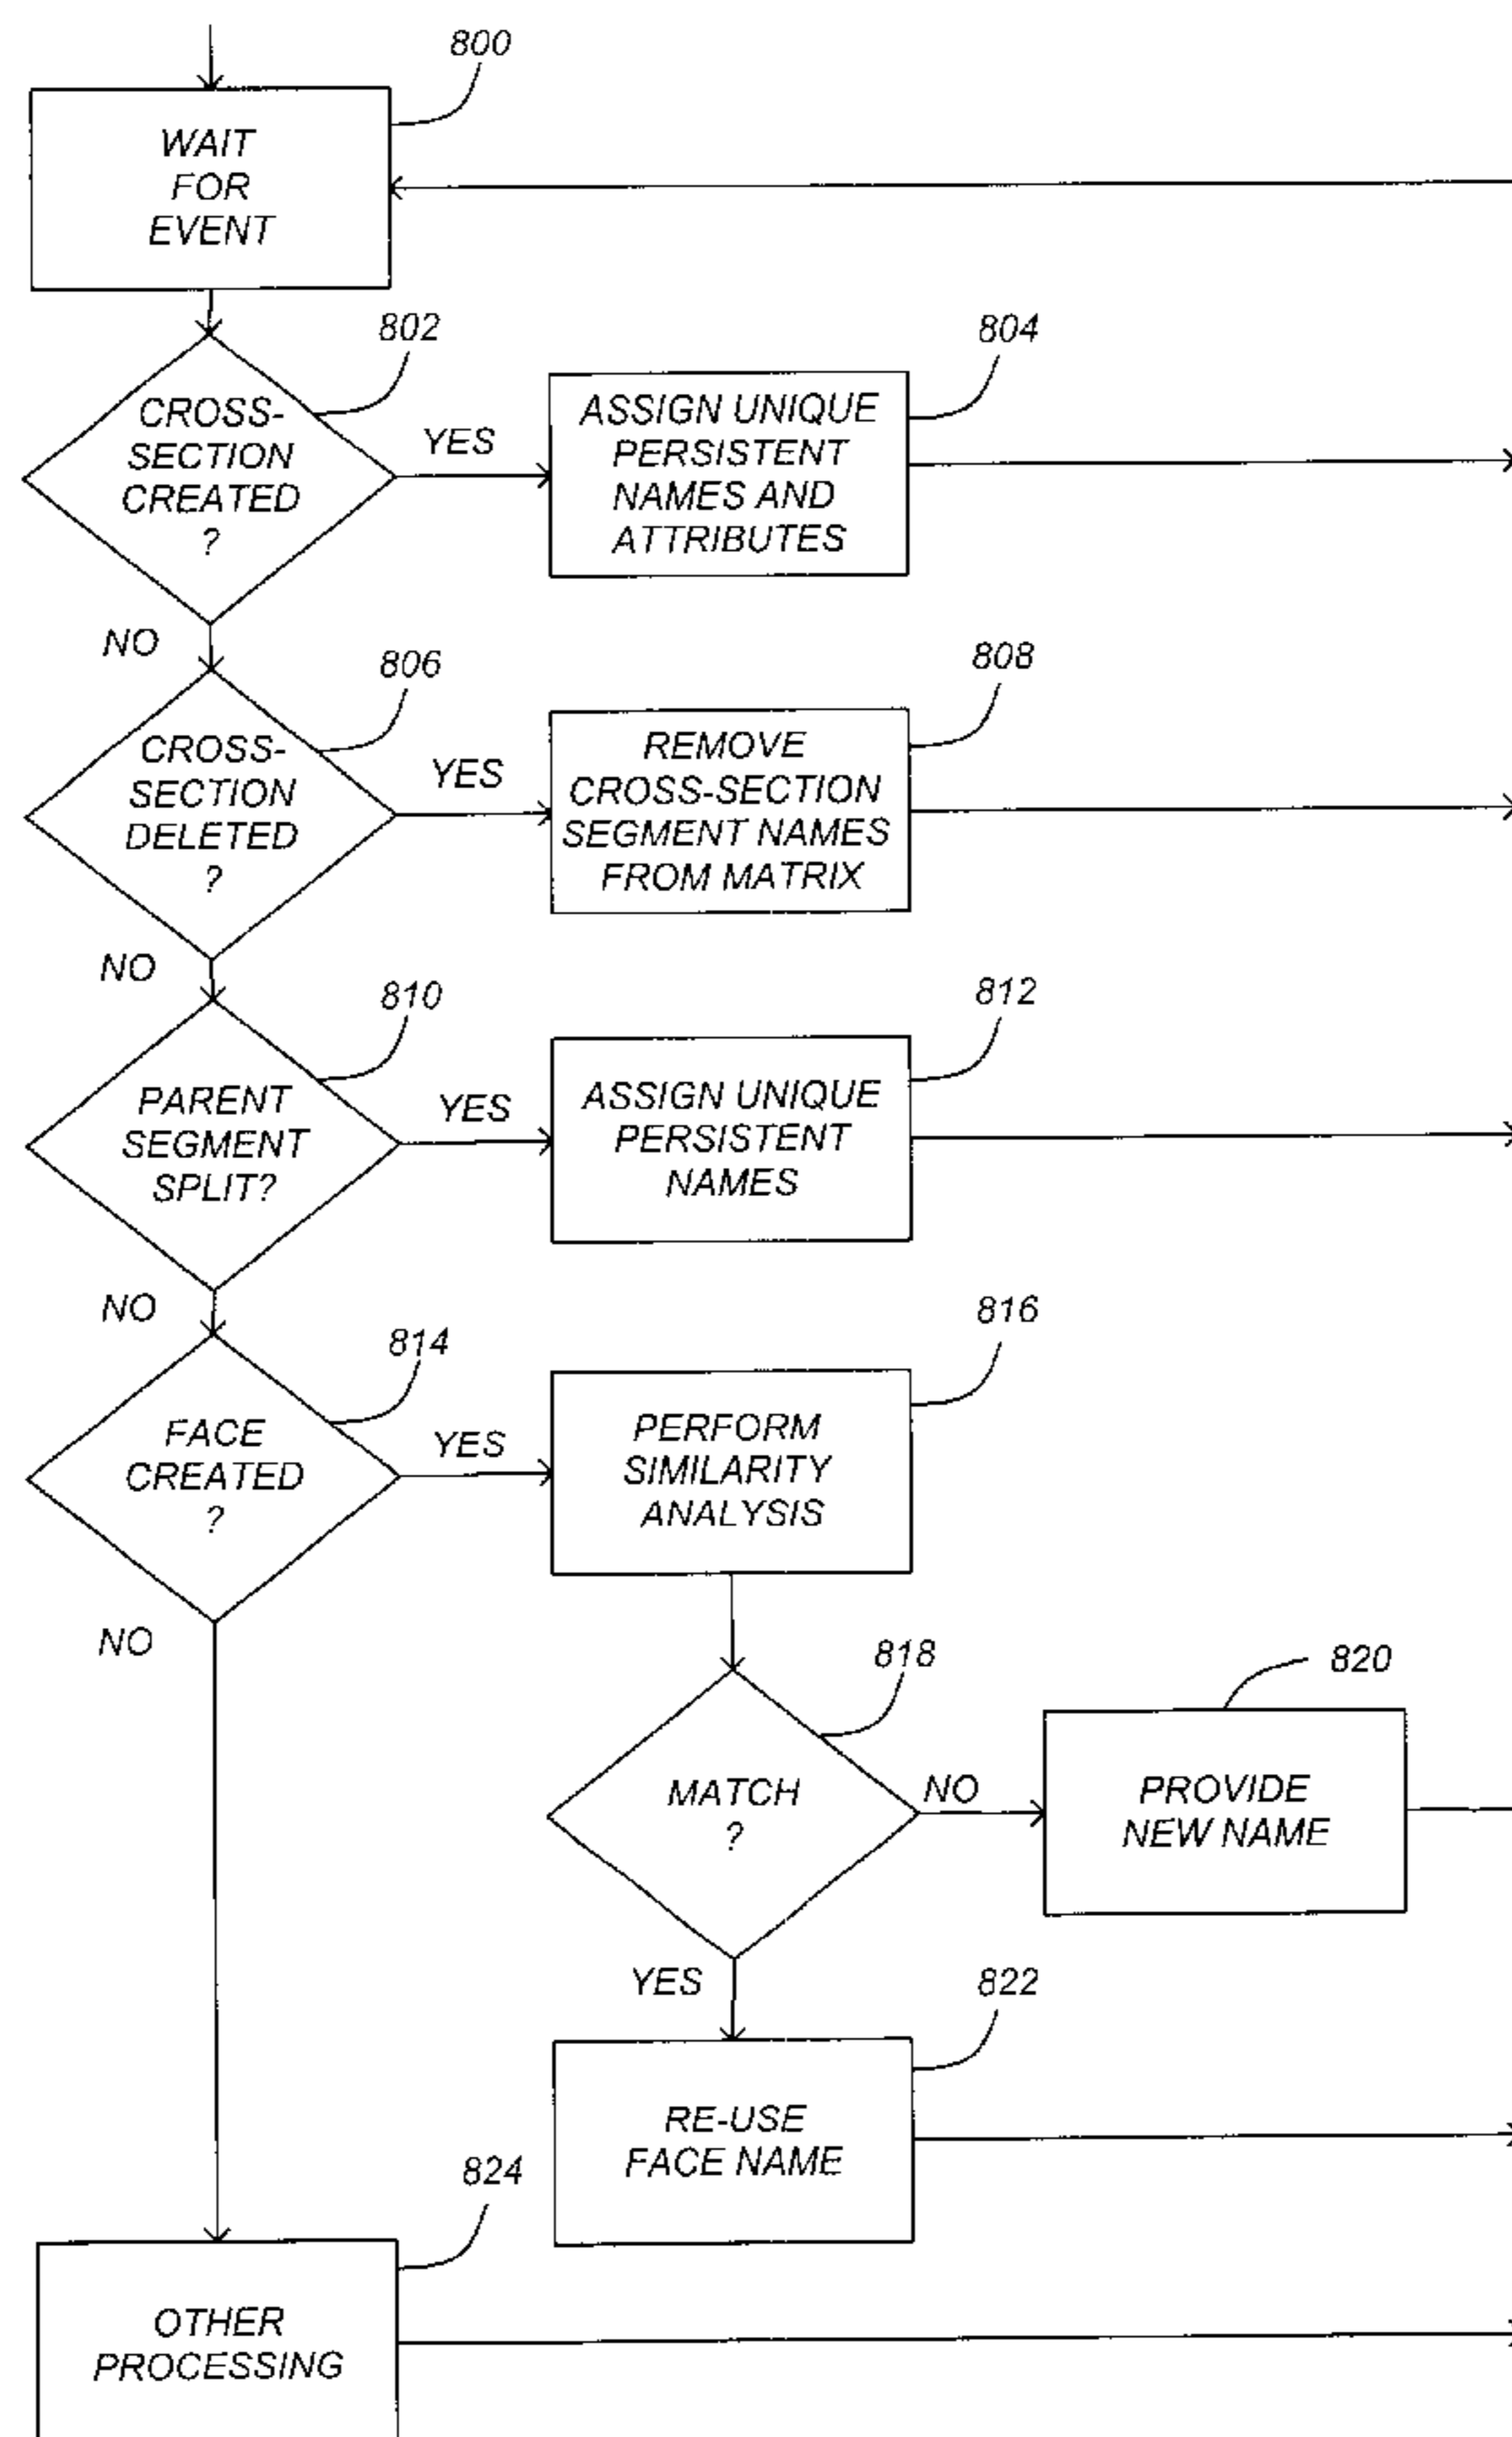 800
WAIT
FOR
EVENT
802
CROSS-
SECTION
CREATED
?
YES
804
ASSIGN UNIQUE
PERSISTENT
NAMES AND
ATTRIBUTES
NO
806
CROSS-
SECTION
DELETED
?
YES
808
REMOVE
CROSS-SECTION
SEGMENT NAMES
FROM MATRIX
NO
810
PARENT
SEGMENT
SPLIT?
YES
812
ASSIGN UNIQUE
PERSISTENT
NAMES
NO
814
FACE
CREATED
?
YES
816
PERFORM
SIMILARITY
ANALYSIS
NO
818
MATCH
?
NO
820
PROVIDE
NEW NAME
YES
822
RE-USE
FACE NAME
824
OTHER
PROCESSING